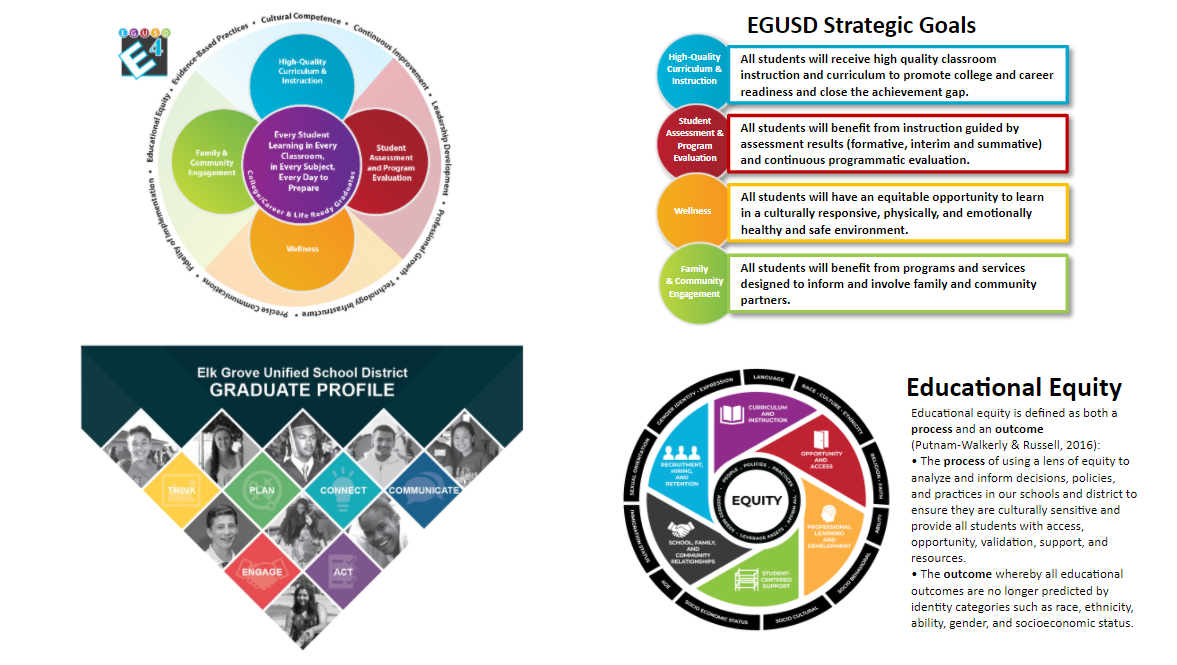 EGUSD
E4
Evidence-Based Practices • Cultural Competence • Continuous Improvement • Leadership Development • Professional Growth • Technology Infrastructure • Precise Communications • Fidelity of Implementation • Educational Equity •
High-Quality
Curriculum &
Instruction
Family &
Community
Engagement
Every Student
Learning in Every
Classroom,
in Every Subject,
Every Day to
Prepare
College/Career & Life Ready Graduates
Student
Assessment
and Program
Evaluation
Wellness
EGUSD Strategic Goals
High-Quality
Curriculum &
Instruction
All students will receive high quality classroom
instruction and curriculum to promote college and career
readiness and close the achievement gap.
Student
Assessment &
Program
Evaluation
All students will benefit from instruction guided by
assessment results (formative, interim and summative)
and continuous programmatic evaluation.
Wellness
All students will have an equitable opportunity to learn
in a culturally responsive, physically, and emotionally
healthy and safe environment.
Family
& Community
Engagement
All students will benefit from programs and services
designed to inform and involve family and community
partners.
Elk Grove Unified School District
GRADUATE PROFILE
THINK
PLAN
CONNECT
COMMUNICATE
ENGAGE
ACT
GENDER IDENTITY - EXPRESSION
LANGUAGE
RACE - CULTURE - ETHNICITY
RELIGION - FAITH
ABILITY
SOCIO BEHAVIORAL
SOCIO CULTURAL
SOCIO ECONOMIC STATUS
AGE
IMMIGRATION STATUS
SEXUAL ORIENTATION
CURRICULUM
AND
INSTRUCTION
OPPORTUNITY
AND
ACCESS
PROFESSIONAL
LEARNING
AND
DEVELOPMENT
STUDENT-
CENTERED
SUPPORT
SCHOOL, FAMILY,
AND
COMMUNITY
RELATIONSHIPS
RECRUITMENT,
HIRING,
AND
RETENTION
PEOPLE • POLICIES • PRACTICES
AFFIRM ALL • LEVERAGE ASSETS • ADDRESS NEEDS
EQUITY
Educational Equity
Educational equity is defined as both a
process and an outcome
(Putnam-Walkerly & Russell, 2016):
• The process of using a lens of equity to
analyze and inform decisions, policies,
and practices in our schools and district to
ensure they are culturally sensitive and
provide all students with access,
opportunity, validation, support, and
resources.
• The outcome whereby all educational
outcomes are no longer predicted by
identity categories such as race, ethnicity,
ability, gender, and socioeconomic status.